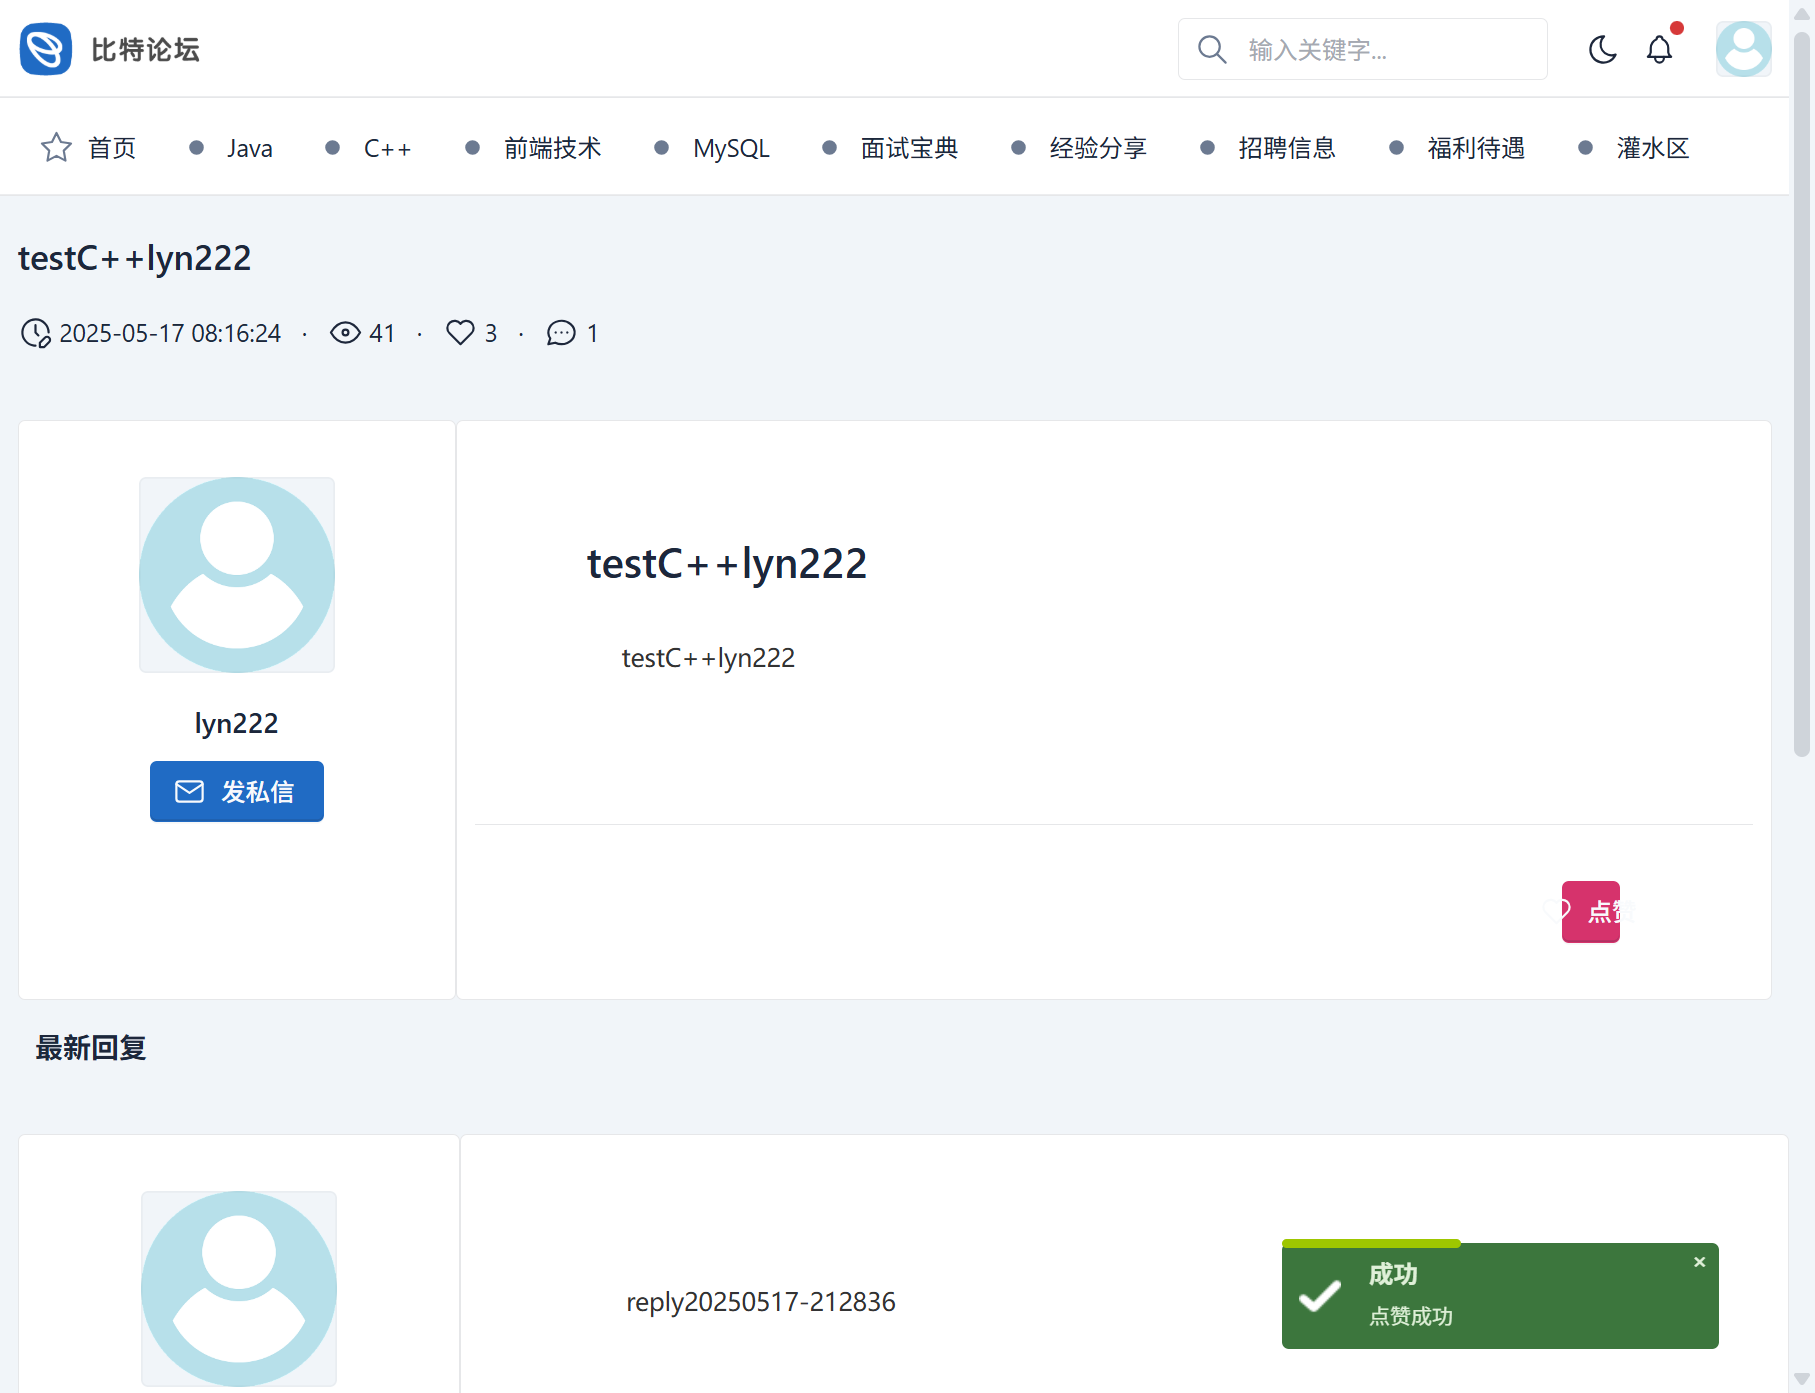 比特论坛
输入关键字...
首页 Java C++ 前端技术 MySQL 面试宝典 经验分享 招聘信息 福利待遇 灌水区
testC++lyn222
2025-05-17 08:16:24 · 41 · 3 · 1
testC++lyn222
testC++lyn222
lyn222
发私信
点赞
最新回复
reply20250517-212836
成功
×
点赞成功